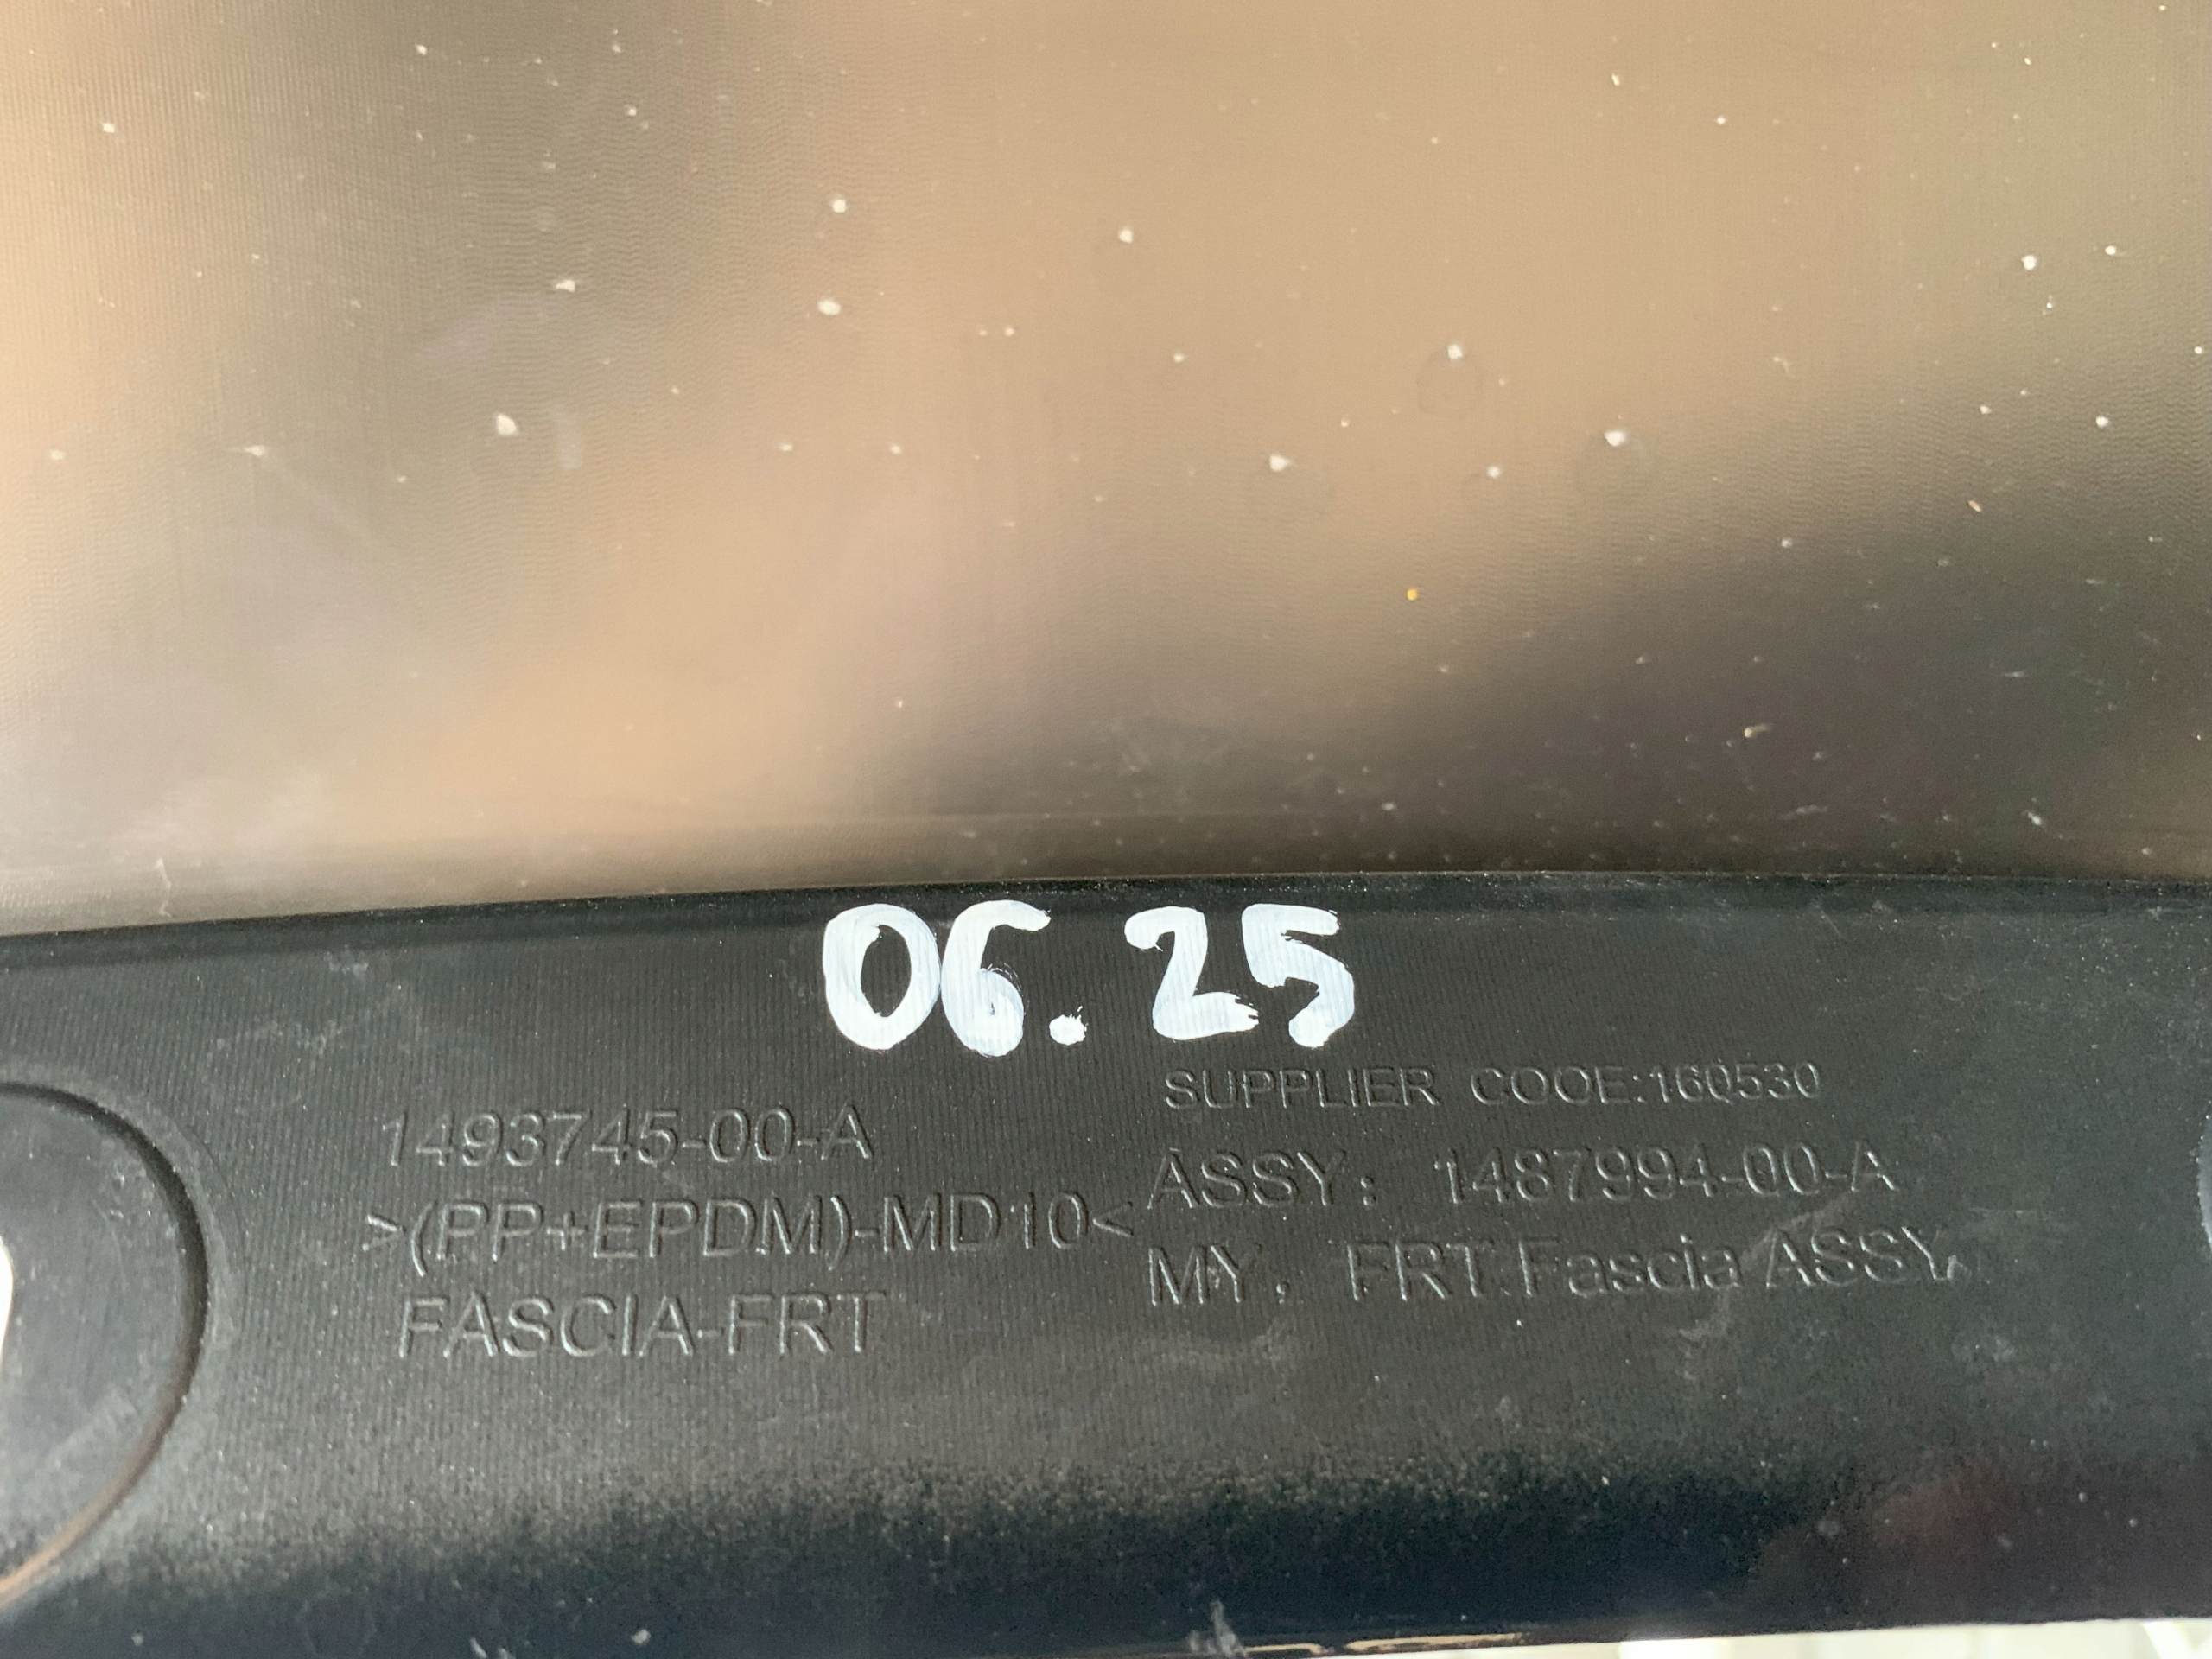 06.25
1493745-00-A
>(PP+EPDM)-MD10<
FASCIA-FRT
SUPPLIER COOE:160530
ASSY: 1487994-00-A
MY, FRT Fascia ASSY